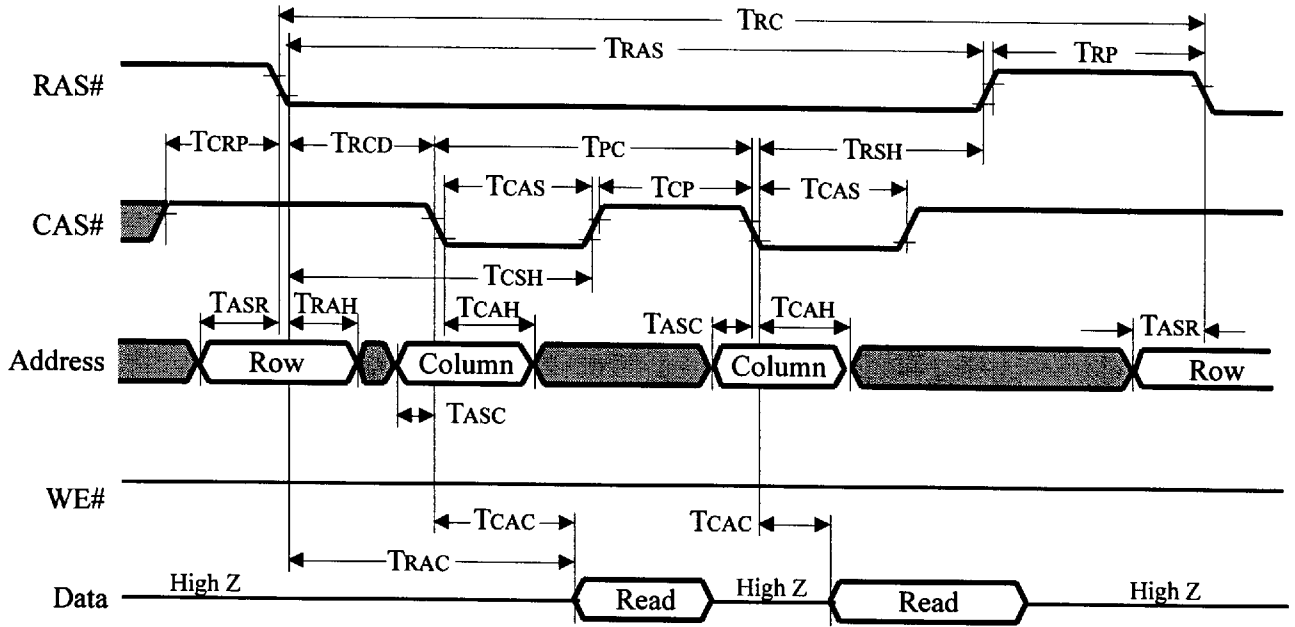 TRC
TRAS
TRP
RAS#
TCRP
TRCD
TPC
TRSH
TCAS
TCP
TCAS
CAS#
TCSH
TASR
TRAH
TCAH
TASC
TCAH
TASR
Address
Row
Column
Column
Row
TASC
WE#
TCAC
TCAC
TRAC
Data
High Z
Read
High Z
Read
High Z